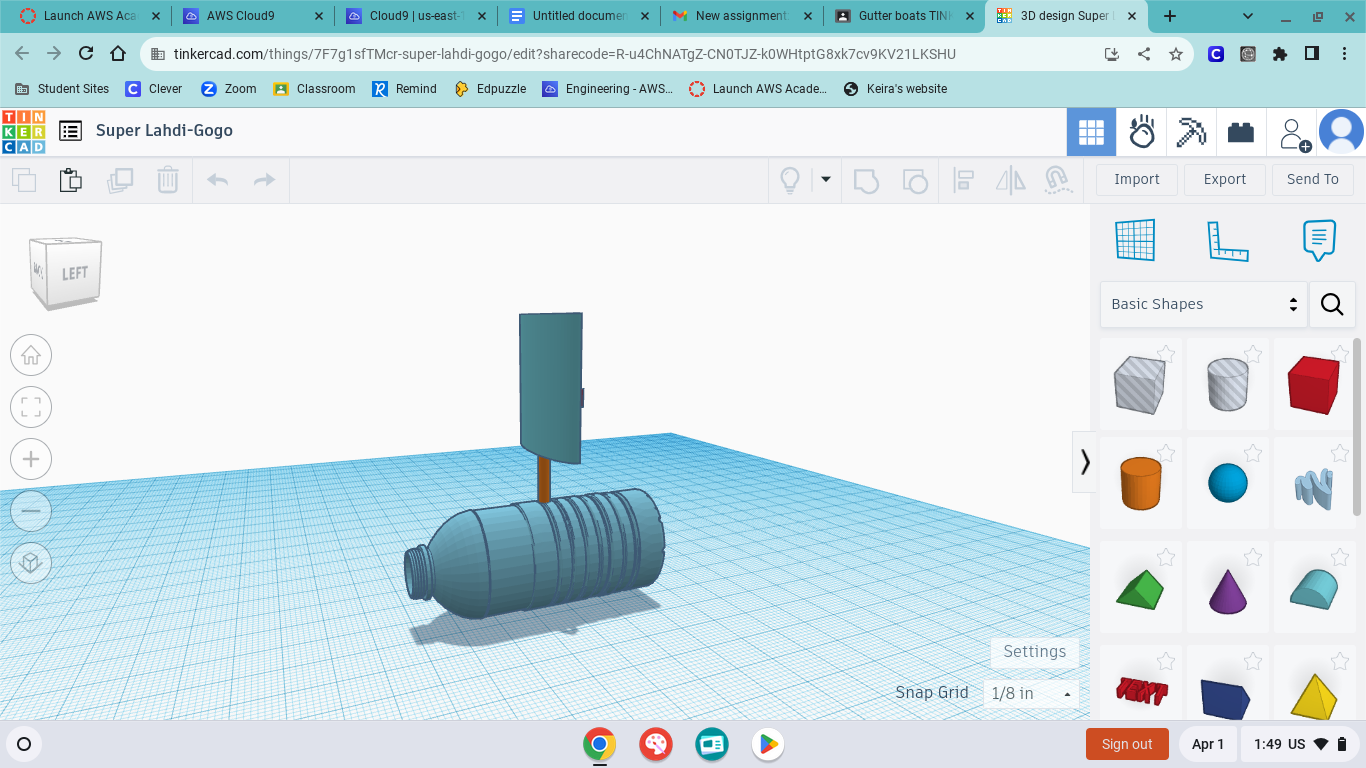 Launch AWS Aca
AWS Cloud9
Cloud9 | us-east-
Untitled documen
New assignment:
Gutter boats TINK
3D design Super
tinkercad.com/things/7F7g1sfTMcr-super-lahdi-gogo/edit?sharecode=R-u4ChNATgZ-CN0TJZ-k0WHtptG8xk7cv9KV21LKSHU
Student Sites
Clever
Zoom
Classroom
Remind
Edpuzzle
Engineering - AWS...
Launch AWS Acade...
Keira's website
TIN
KER
CAD
Super Lahdi-Gogo
Import
Export
Send To
BACK
LEFT
Basic Shapes
TEXT
Settings
Snap Grid
1/8 in
Sign out
Apr 1
1:49 US